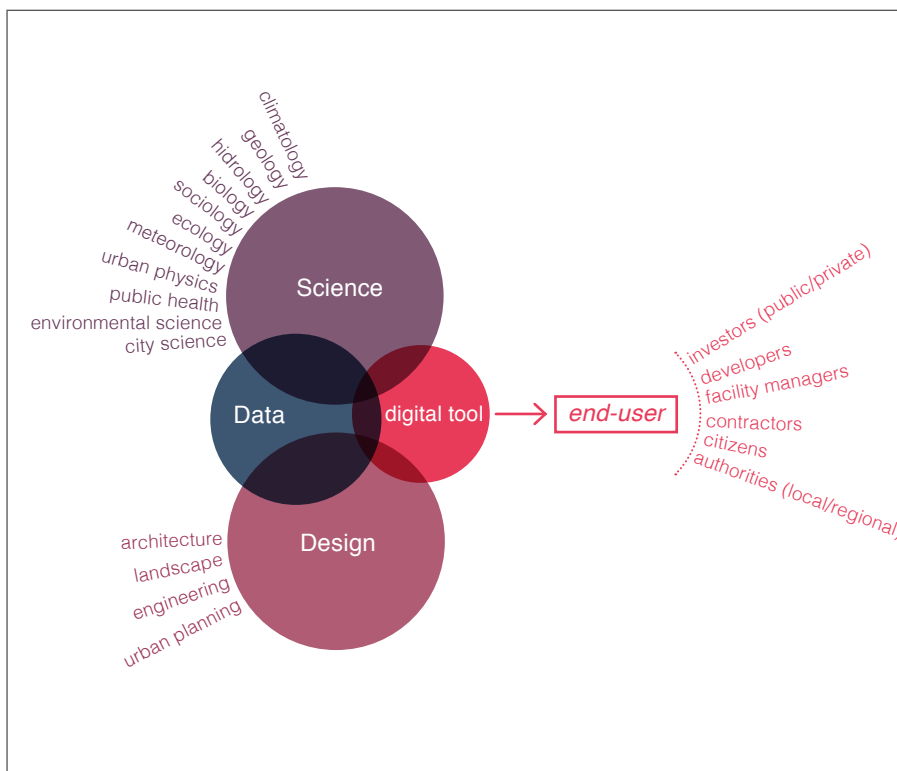 climatology
geology
hidrology
biology
sociology
ecology
meteorology
urban physics
public health
environmental science
city science
Science
Data
digital tool
end-user
investors (public/private)
developers
facility managers
contractors
citizens
authorities (local/regional)
Design
architecture
landscape
engineering
urban planning